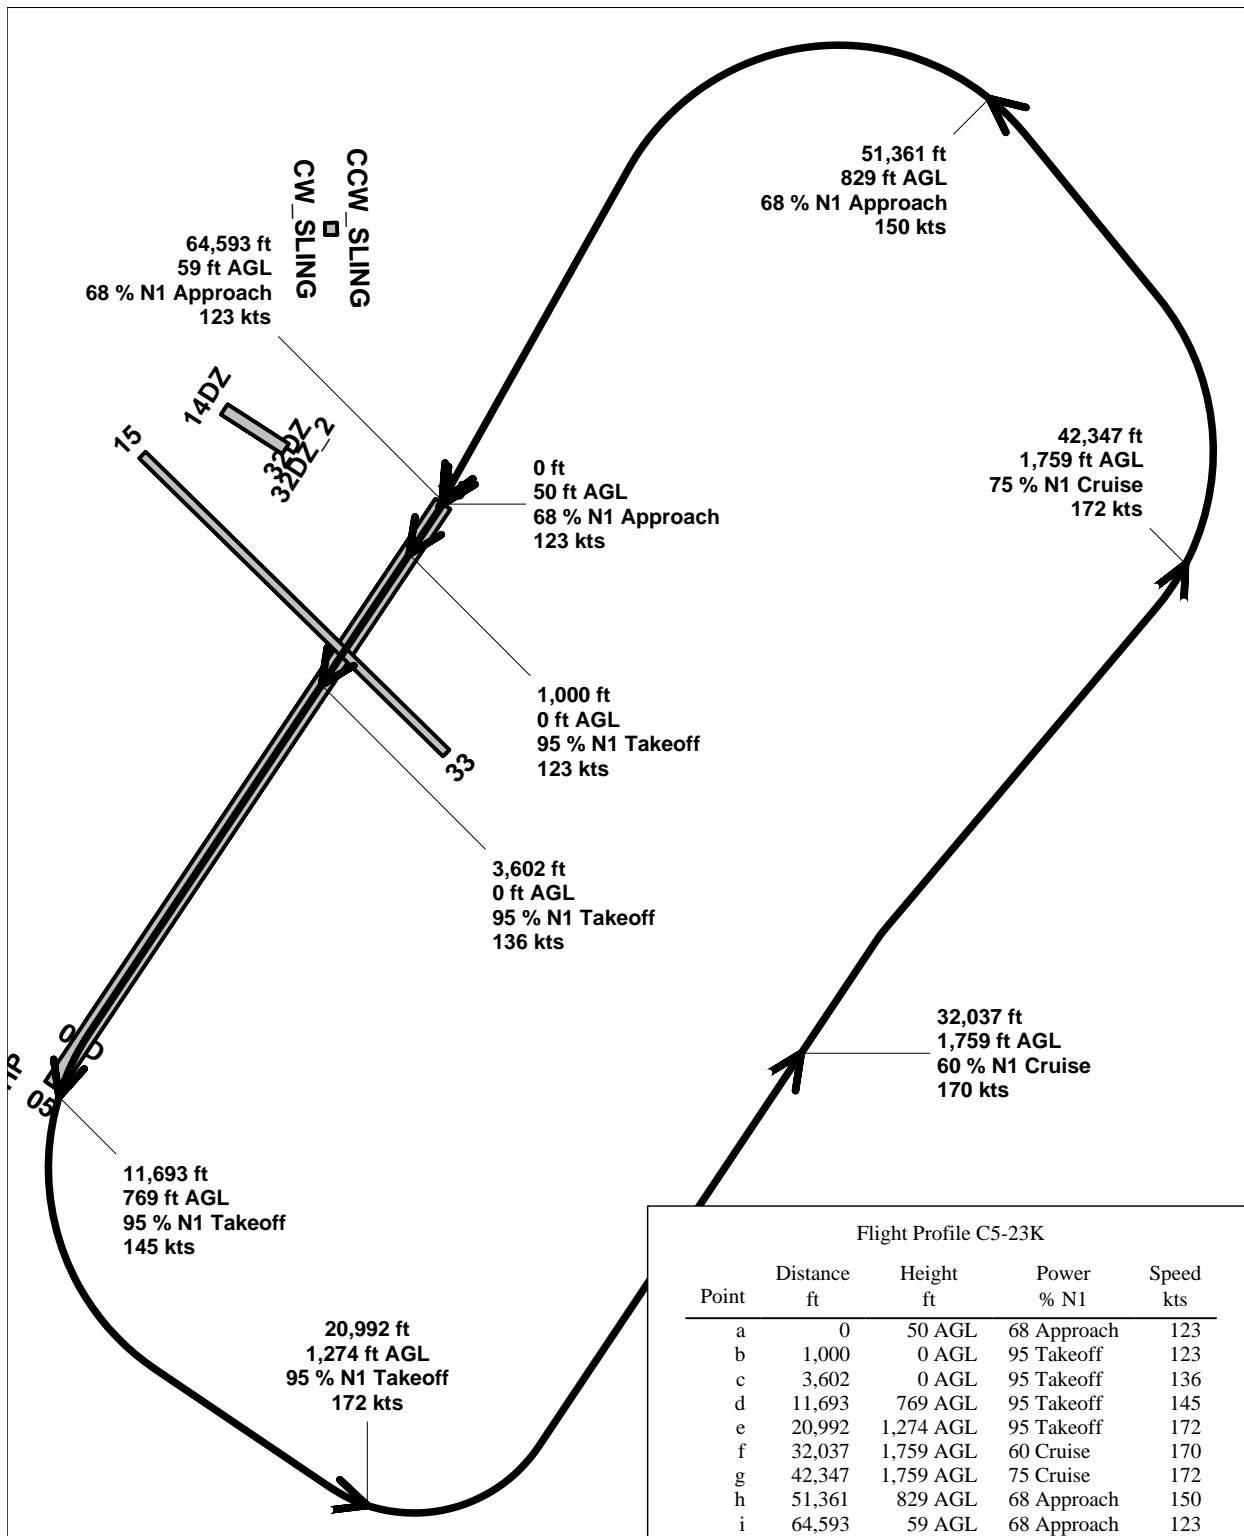 51,361 ft
829 ft AGL
68 % N1 Approach
150 kts
CCW_SLING
CW_SLING
64,593 ft
59 ft AGL
68 % N1 Approach
123 kts
14DZ
32DZ
32DZ_2
15
42,347 ft
1,759 ft AGL
75 % N1 Cruise
172 kts
0 ft
50 ft AGL
68 % N1 Approach
123 kts
1,000 ft
0 ft AGL
95 % N1 Takeoff
123 kts
33
3,602 ft
0 ft AGL
95 % N1 Takeoff
136 kts
32,037 ft
1,759 ft AGL
60 % N1 Cruise
170 kts
05
11,693 ft
769 ft AGL
95 % N1 Takeoff
145 kts
20,992 ft
1,274 ft AGL
95 % N1 Takeoff
172 kts
Flight Profile C5-23K
Distance Height Power Speed
Point ft ft % N1 kts
a 0 50 AGL 68 Approach 123
b 1,000 0 AGL 95 Takeoff 123
c 3,602 0 AGL 95 Takeoff 136
d 11,693 769 AGL 95 Takeoff 145
e 20,992 1,274 AGL 95 Takeoff 172
f 32,037 1,759 AGL 60 Cruise 170
g 42,347 1,759 AGL 75 Cruise 172
h 51,361 829 AGL 68 Approach 150
i 64,593 59 AGL 68 Approach 123